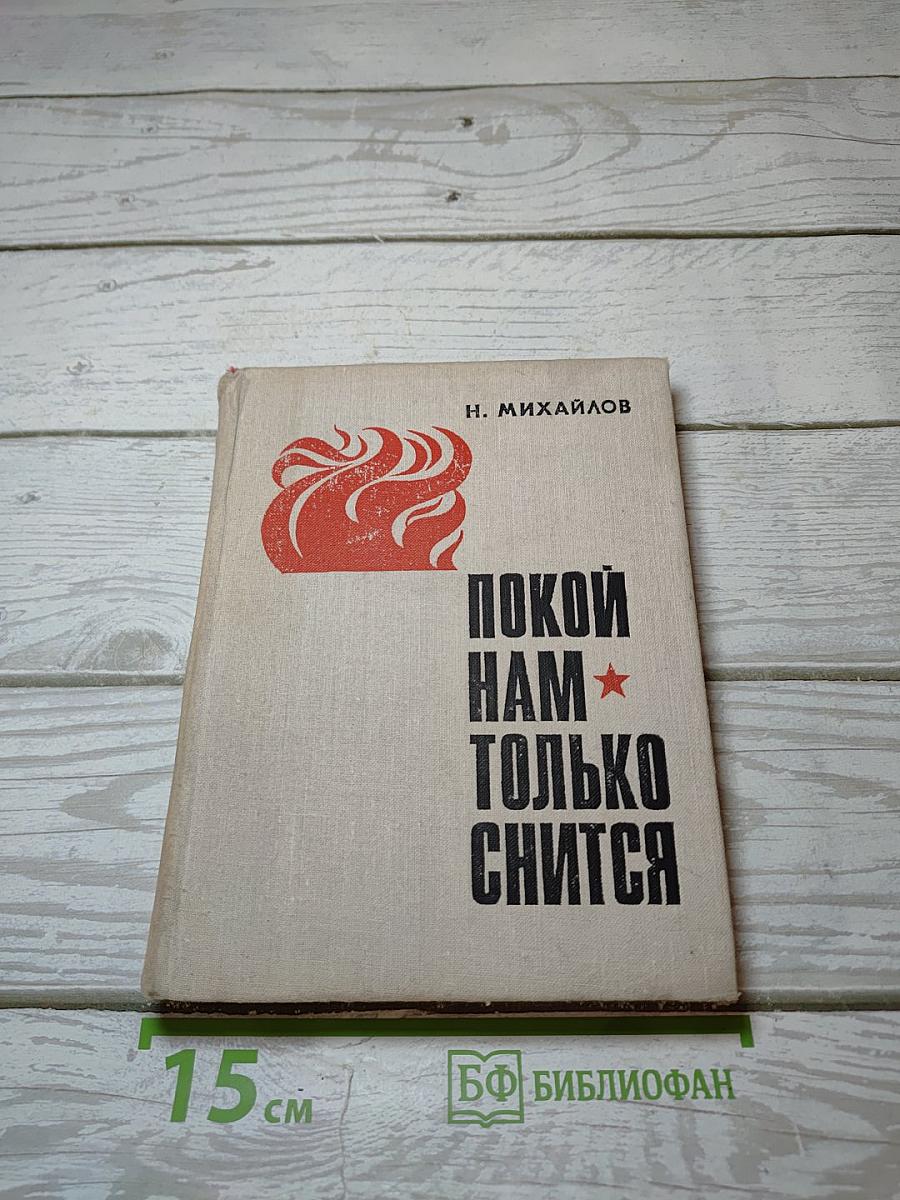 Н. МИХАЙЛОВ
ПОКОЙ
НАМ
ТОЛЬКО
СНИТСЯ
15 см
БФ БИБЛИОФАН